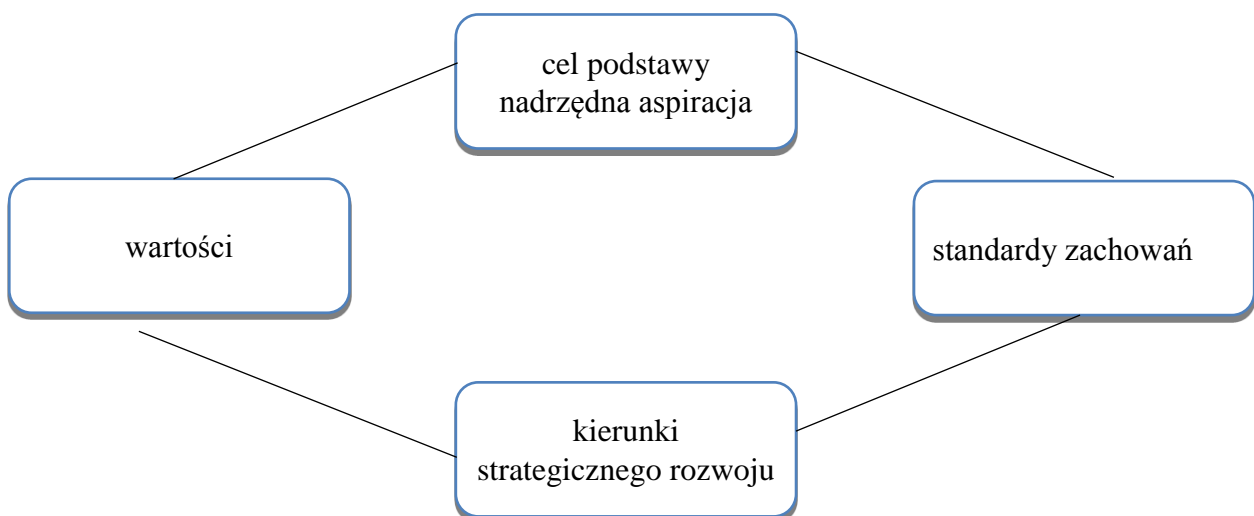 cel podstawy
nadrzędna aspiracja
wartości
standardy zachowań
kierunki
strategicznego rozwoju